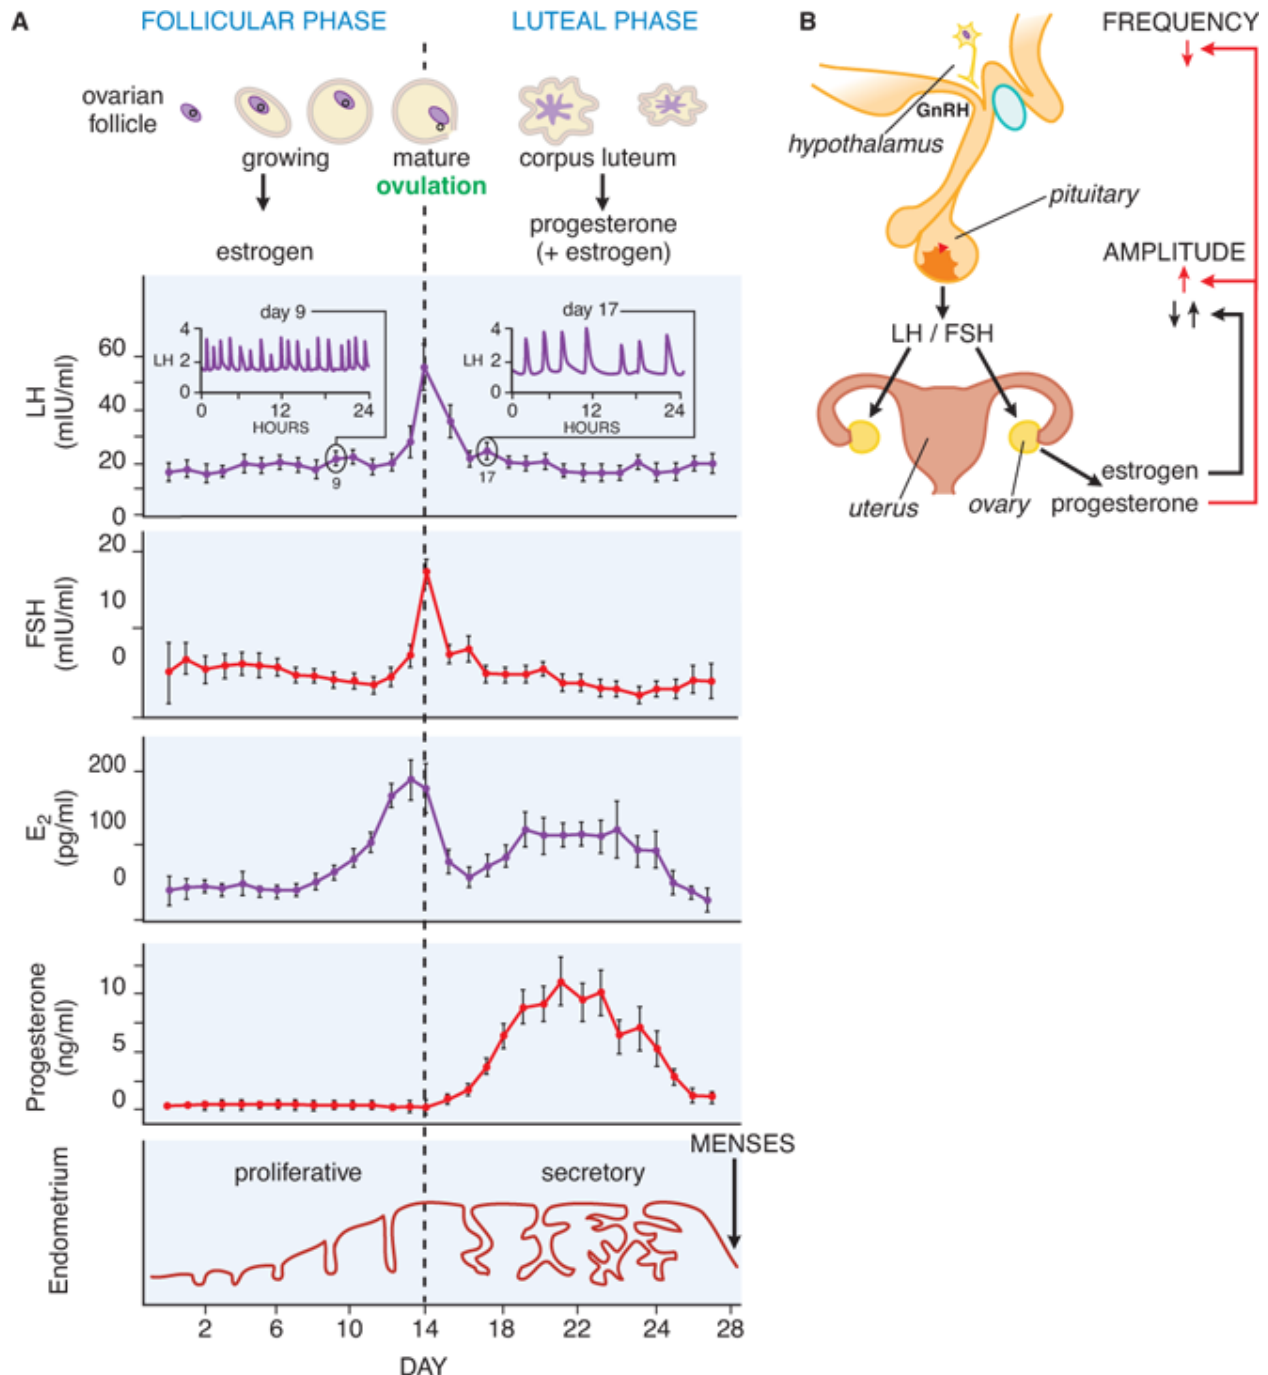 A
FOLLICULAR PHASE
LUTEAL PHASE
ovarian
follicle
growing
mature
ovulation
corpus luteum
estrogen
progesterone
(+ estrogen)
LH
(mIU/ml)
60
40
20
0
day 9
LH
4
2
0
0
12
24
HOURS
9
day 17
LH
4
2
0
0
12
24
HOURS
17
FSH
(mIU/ml)
20
10
0
E2
(pg/ml)
200
100
0
Progesterone
(ng/ml)
10
5
0
Endometrium
proliferative
secretory
MENSES
2
6
10
14
18
22
24
28
DAY
B
FREQUENCY
GnRH
hypothalamus
pituitary
AMPLITUDE
LH / FSH
uterus
ovary
estrogen
progesterone